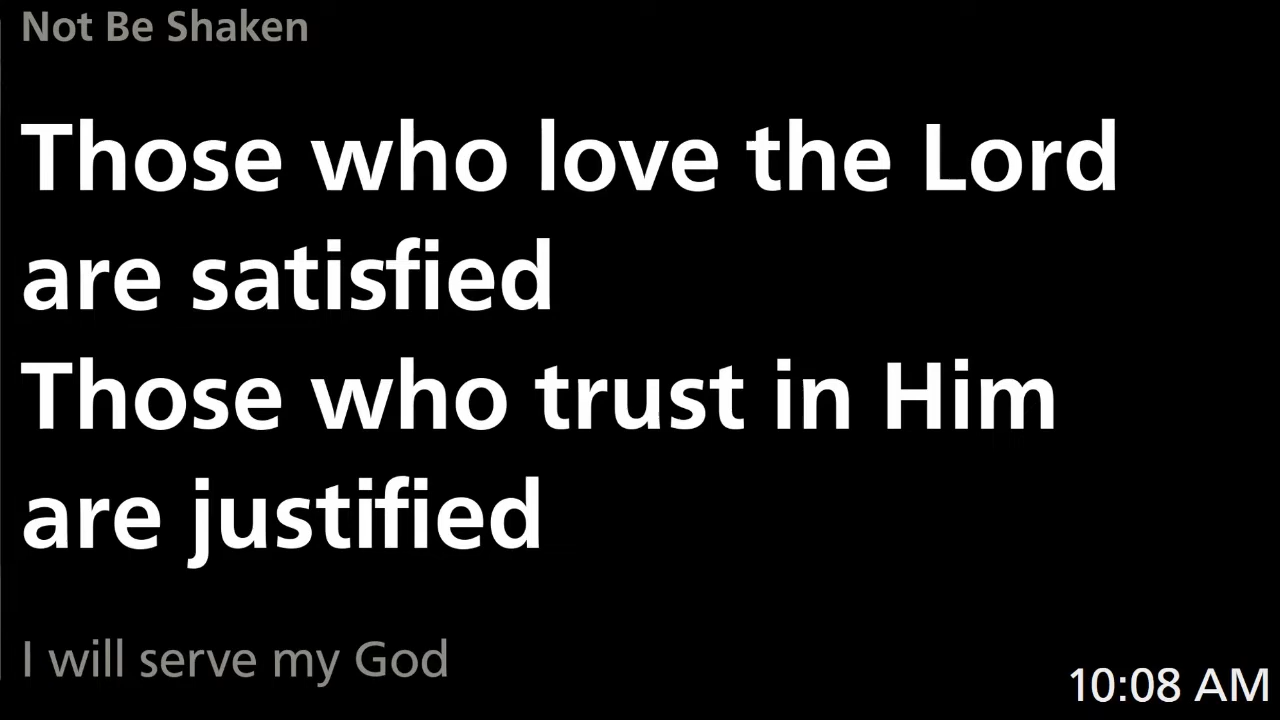 Not Be Shaken
Those who love the Lord
are satisfied
Those who trust in Him
are justified
I will serve my God
10:08 AM